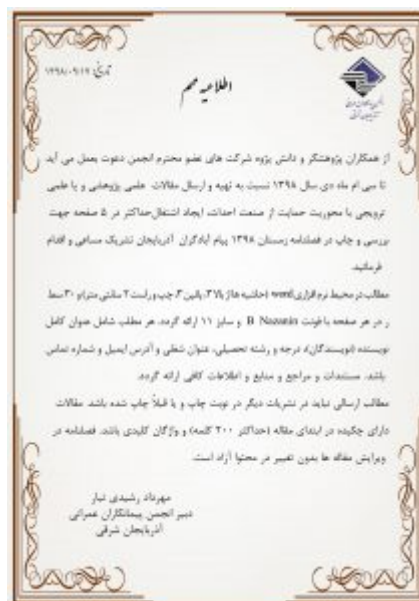 تاریخ: ۱۳۹۸/۰۹/۱۷
اطلاعیه مهم
از همکاران پژوهشگر و دانش پژوه شرکت های عضو محترم انجمن دعوت بعمل می آید
تا سی ام ماه دی سال ۱۳۹۸ نسبت به تهیه و ارسال مقالات علمی پژوهشی و یا علمی
ترویجی با محوریت حمایت از صنعت احداث، ایجاد اشتغال حداکثر در ۵ صفحه جهت
بررسی و چاپ در فصلنامه زمستان ۱۳۹۸ پیام آبادگران آذربایجان تشریک مساعی و اقدام
فرمائید.
مطالب در محیط نرم افزاری word (حاشیه ها از بالا ۳، پائین ۳، چپ و راست ۲ سانتی متر) و ۳۰ سط
ر در هر صفحه با فونت B Nazanin و سایز ۱۱ ارائه گردد. هر مطلب شامل عنوان کامل
نویسنده (نویسندگان)، درجه و رشته تحصیلی، عنوان شغلی و آدرس ایمیل و شماره تماس
باشد. مستندات و مراجع و منابع و اطلاعات کافی ارائه گردد.
مطالب ارسالی نباید در نشریات دیگر در نوبت چاپ و یا قبلاً چاپ شده باشد. مقالات
دارای چکیده در ابتدای مقاله (حداکثر ۲۰۰ کلمه) و واژگان کلیدی باشد. فصلنامه در
ویرایش مقاله ها بدون تغییر در محتوا آزاد است.
مهرداد رشیدی تبار
دبیر انجمن پیمانکاران عمرانی
آذربایجان شرقی